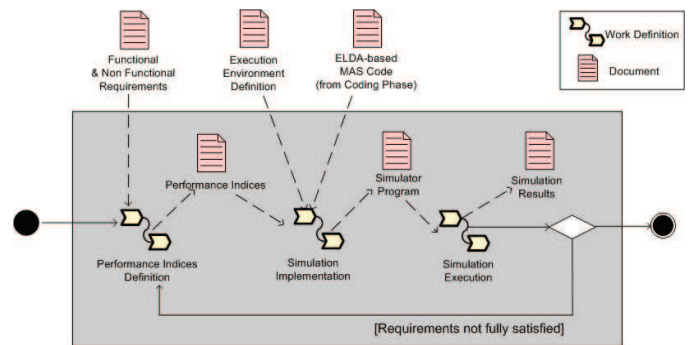 Functional
& Non Functional
Requirements
Execution
Environment
Definition
ELDA-based
MAS Code
(from Coding Phase)
Work Definition
Document
Performance Indices
Simulator
Program
Simulation
Results
Performance Indices
Definition
Simulation
Implementation
Simulation
Execution
[Requirements not fully satisfied]